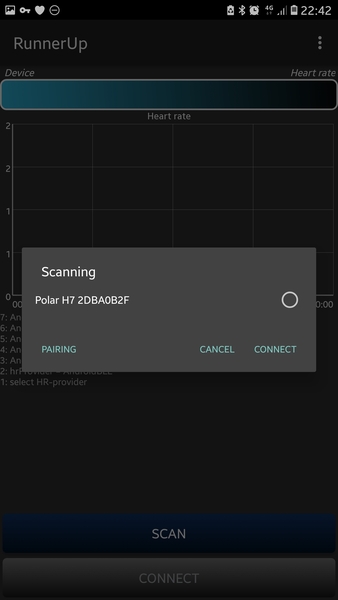 4G
22:42
RunnerUp
Device Heart rate
Heart rate
2
2
1
1
0
00 0:00
Scanning
Polar H7 2DBA0B2F
PAIRING CANCEL CONNECT
7: An
6: An
5: An
4: An
3: An
2: hrProvider = AndroidBLE
1: select HR-provider
SCAN
CONNECT